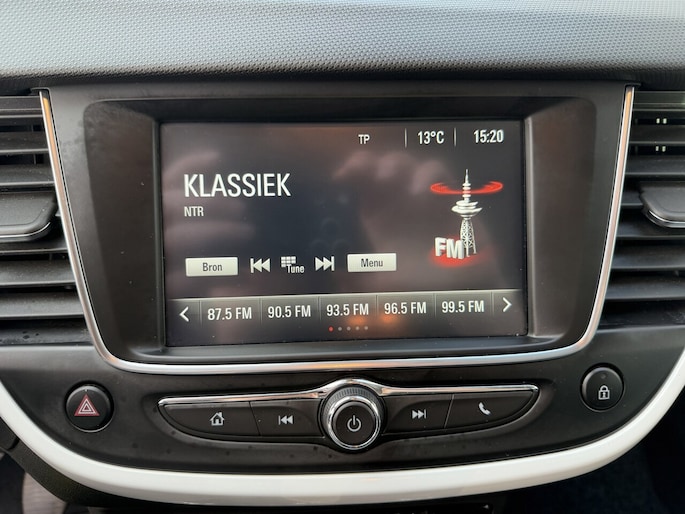 TP 13°C 15:20
KLASSIEK
NTR
FM
Bron Tune Menu
87.5 FM 90.5 FM 93.5 FM 96.5 FM 99.5 FM